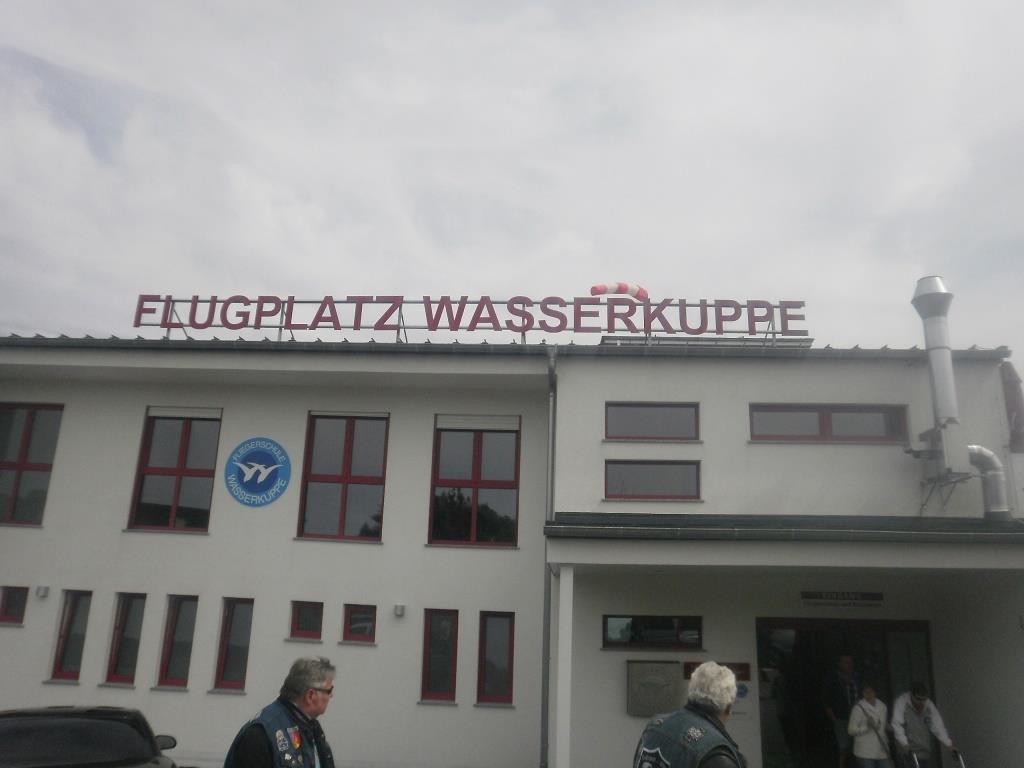 FLUGPLATZ WASSERKUPPE
FLIEGERSCHULE
WASSERKUPPE
EINGANG